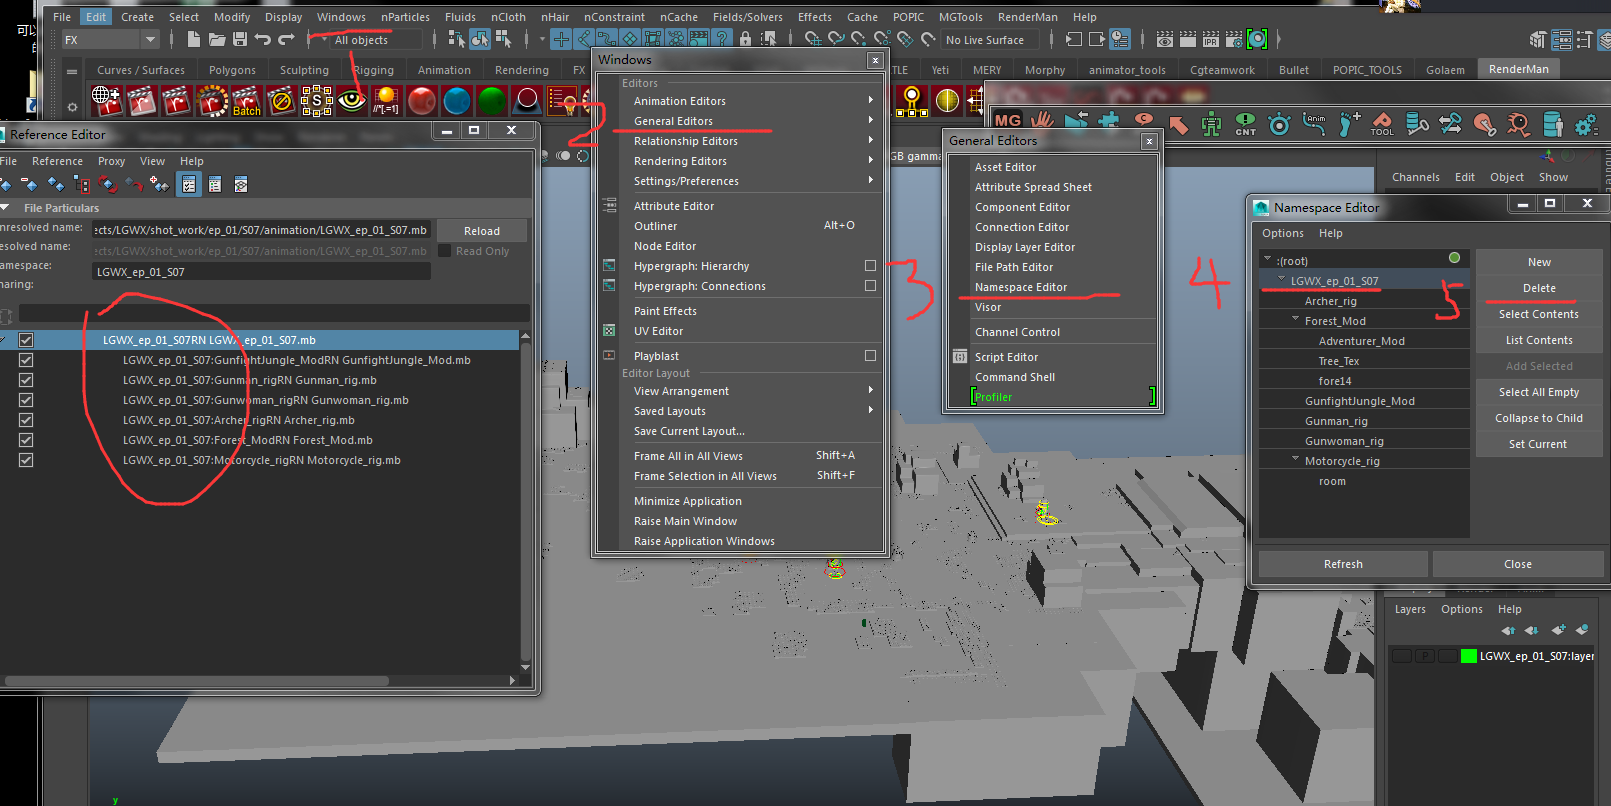 File Edit Create Select Modify Display Windows nParticles Fluids nCloth nHair nConstraint nCache Fields/Solvers Effects Cache POPIC MGTools RenderMan Help
可以
的
FX All objects No Live Surface
Curves / Surfaces Polygons Sculpting Rigging Animation Rendering FX TLE Yeti MERY Morphy animator_tools Cgteamwork Bullet POPIC_TOOLS Golaem RenderMan
Batch S //"[=1] IPR
MG CNT Anim TOOL
1
2
3
4
5
Reference Editor
File Reference Proxy View Help
File Particulars
nresolved name: ects/LGWX/shot_work/ep_01/S07/animation/LGWX_ep_01_S07.mb Reload
esolved name: ects/LGWX/shot_work/ep_01/S07/animation/LGWX_ep_01_S07.mb Read Only
amespace: LGWX_ep_01_S07
haring:
LGWX_ep_01_S07RN LGWX_ep_01_S07.mb
LGWX_ep_01_S07:GunfightJungle_ModRN GunfightJungle_Mod.mb
LGWX_ep_01_S07:Gunman_rigRN Gunman_rig.mb
LGWX_ep_01_S07:Gunwoman_rigRN Gunwoman_rig.mb
LGWX_ep_01_S07:Archer_rigRN Archer_rig.mb
LGWX_ep_01_S07:Forest_ModRN Forest_Mod.mb
LGWX_ep_01_S07:Motorcycle_rigRN Motorcycle_rig.mb
Windows
Editors
Animation Editors
General Editors
Relationship Editors
Rendering Editors
Settings/Preferences
Attribute Editor
Outliner Alt+O
Node Editor
Hypergraph: Hierarchy
Hypergraph: Connections
Paint Effects
UV Editor
Playblast
Editor Layout
View Arrangement
Saved Layouts
Save Current Layout...
Frame All in All Views Shift+A
Frame Selection in All Views Shift+F
Minimize Application
Raise Main Window
Raise Application Windows
GB gamma
General Editors
Asset Editor
Attribute Spread Sheet
Component Editor
Connection Editor
Display Layer Editor
File Path Editor
Namespace Editor
Visor
Channel Control
Script Editor
Command Shell
Profiler
Channels Edit Object Show
Namespace Editor
Options Help
:(root)
LGWX_ep_01_S07
Archer_rig
Forest_Mod
Adventurer_Mod
Tree_Tex
fore14
GunfightJungle_Mod
Gunman_rig
Gunwoman_rig
Motorcycle_rig
room
New
Delete
Select Contents
List Contents
Add Selected
Select All Empty
Collapse to Child
Set Current
Refresh Close
Layers Options Help
P LGWX_ep_01_S07:layer
y